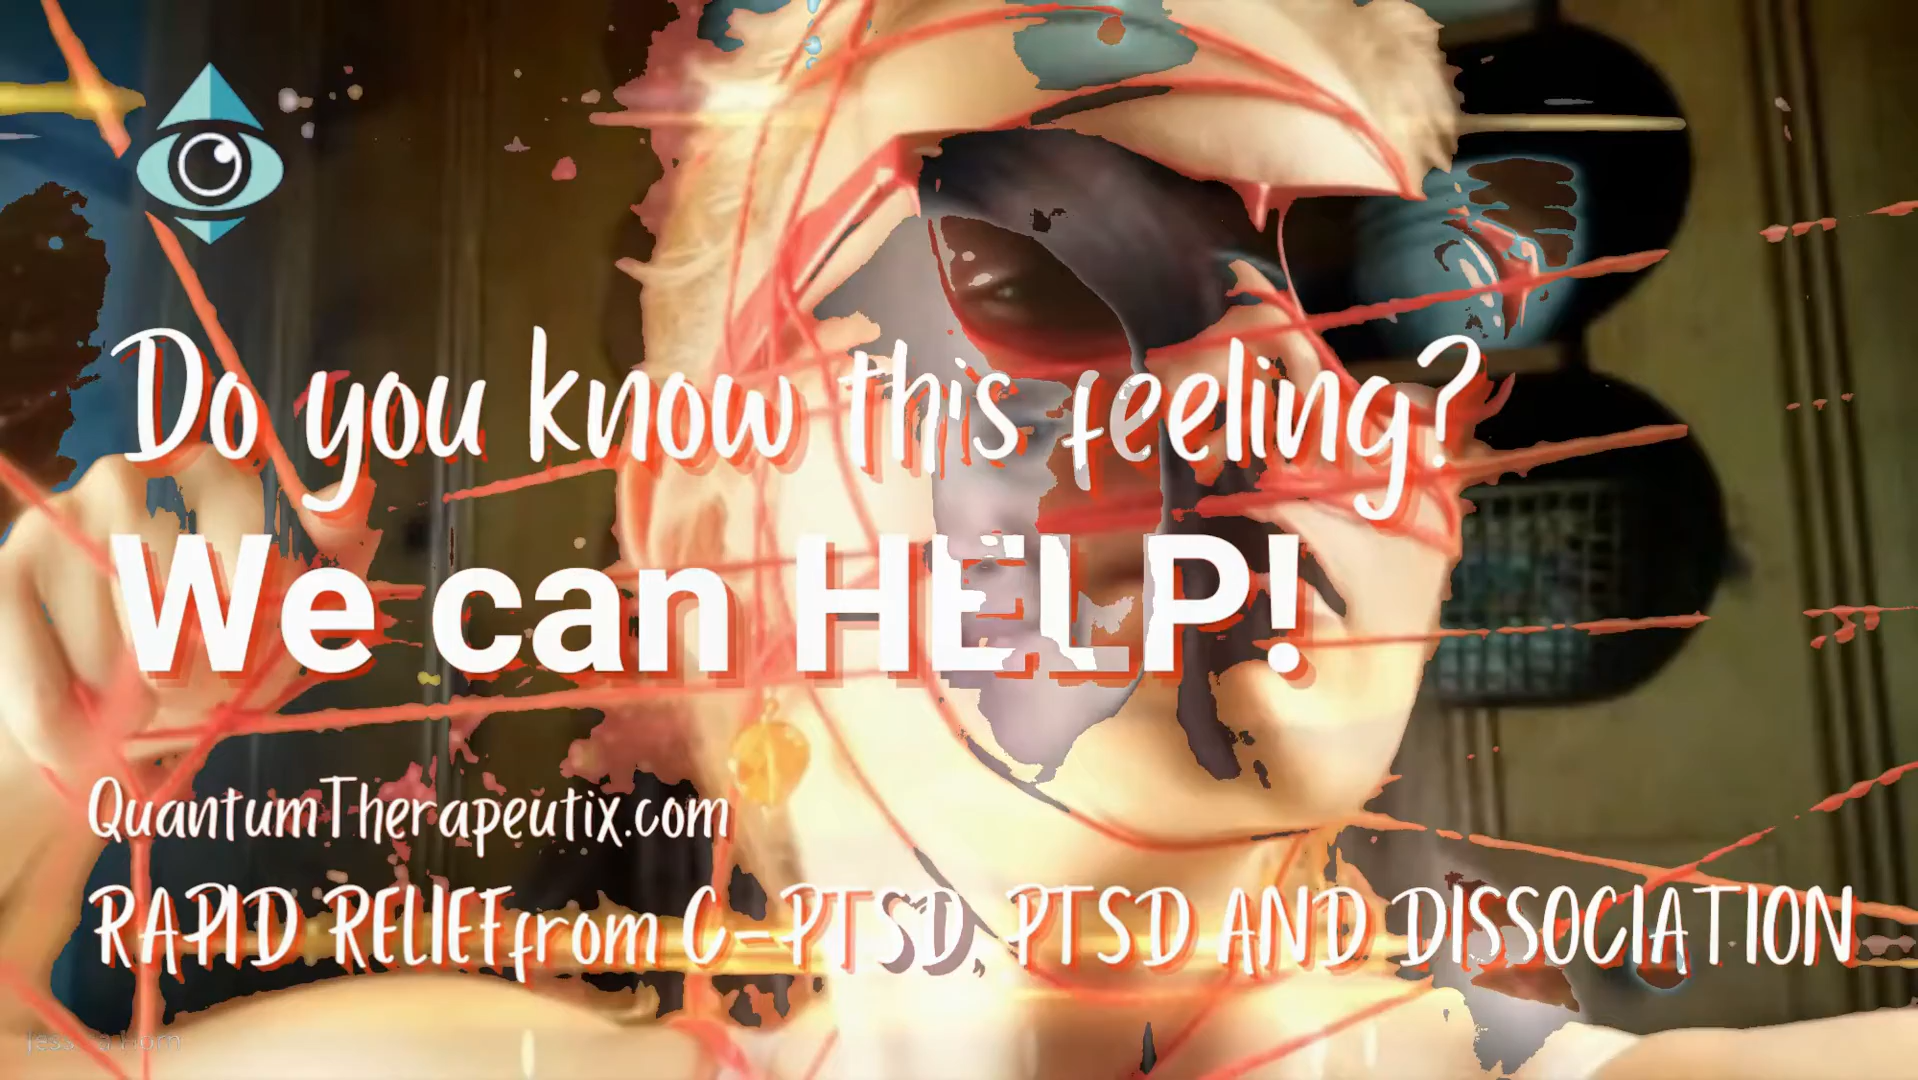 Do you know this feeling?
We can HELP!
QuantumTherapeutix.com
RAPID RELIEF from C-PTSD, PTSD AND DISSOCIATION